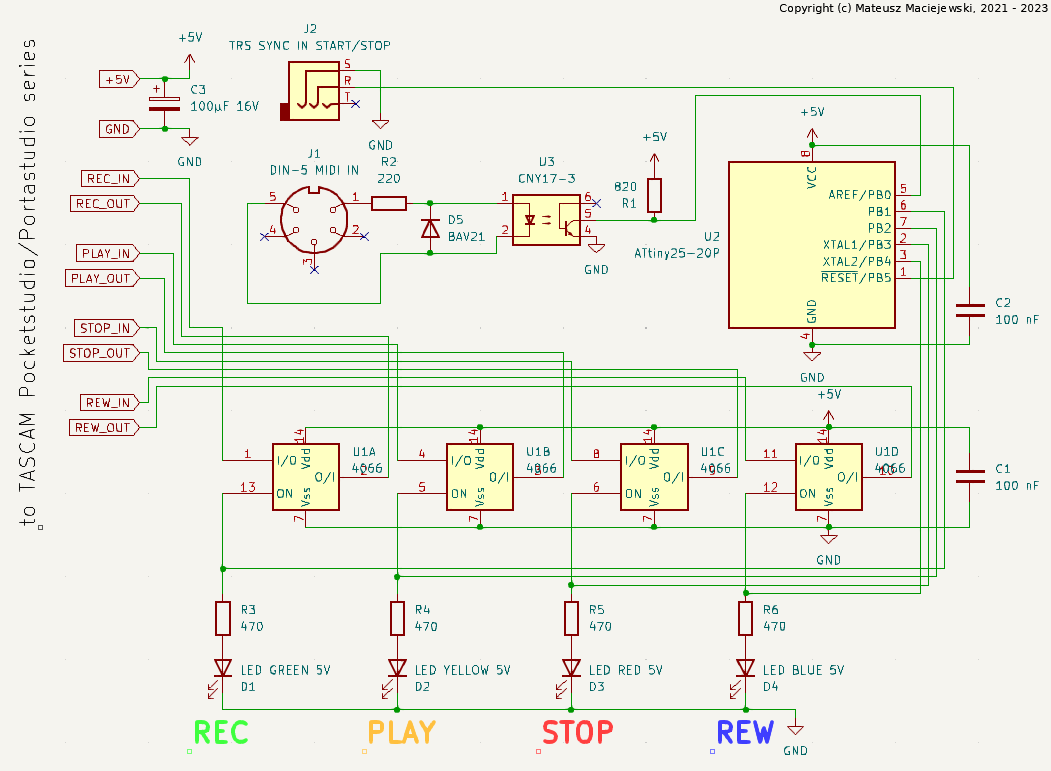 Copyright (c) Mateusz Maciejewski, 2021 - 2023
to TASCAM Pocketstudio/Portastudio series
+5V
J2
TRS SYNC IN START/STOP
S
R
T
GND
+5V
+
C3
100µF 16V
GND
GND
REC_IN
REC_OUT
PLAY_IN
PLAY_OUT
STOP_IN
STOP_OUT
REW_IN
REW_OUT
J1
DIN-5 MIDI IN
5
1
4
2
3
R2
220
D5
BAV21
U3
CNY17-3
1
2
6
5
4
GND
+5V
820
R1
U2
ATtiny25-20P
+5V
8
VCC
AREF/PB0
5
PB1
6
PB2
7
XTAL1/PB3
2
XTAL2/PB4
3
RESET/PB5
1
GND
4
GND
C2
100 nF
+5V
1
I/O
14
Vdd
O/I
U1A
4066
2
13
ON
Vss
7
4
I/O
14
Vdd
O/I
U1B
4066
3
5
ON
Vss
7
8
I/O
14
Vdd
O/I
U1C
4066
9
6
ON
Vss
7
11
I/O
14
Vdd
O/I
U1D
4066
10
12
ON
Vss
7
GND
C1
100 nF
R3
470
R4
470
R5
470
R6
470
LED GREEN 5V
D1
LED YELLOW 5V
D2
LED RED 5V
D3
LED BLUE 5V
D4
REC
PLAY
STOP
REW
GND